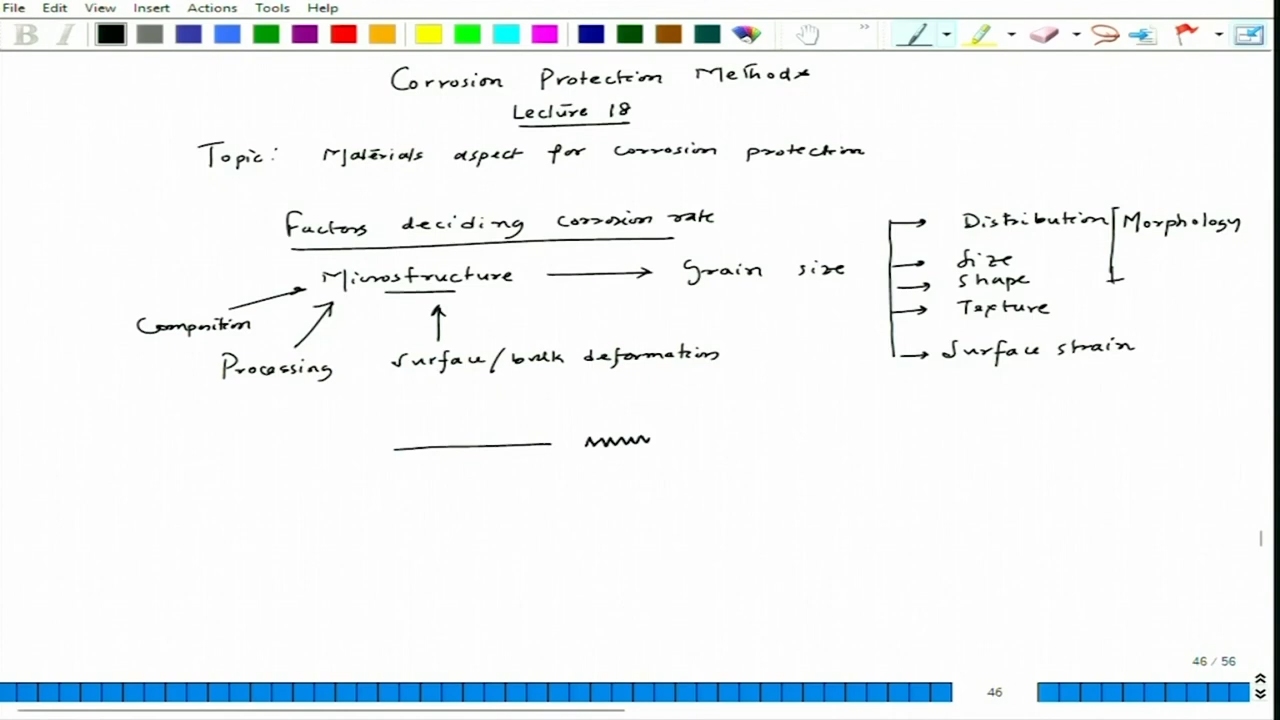 File Edit View Insert Actions Tools Help
B I
Corrosion Protection Methods
Lecture 18
Topic: Materials aspect for corrosion protection
Factors deciding corrosion rate
Microstructure → Grain size
Distribution Morphology
Size
Shape
Texture
Surface strain
Composition
Processing
Surface/bulk deformation
46 / 56
46